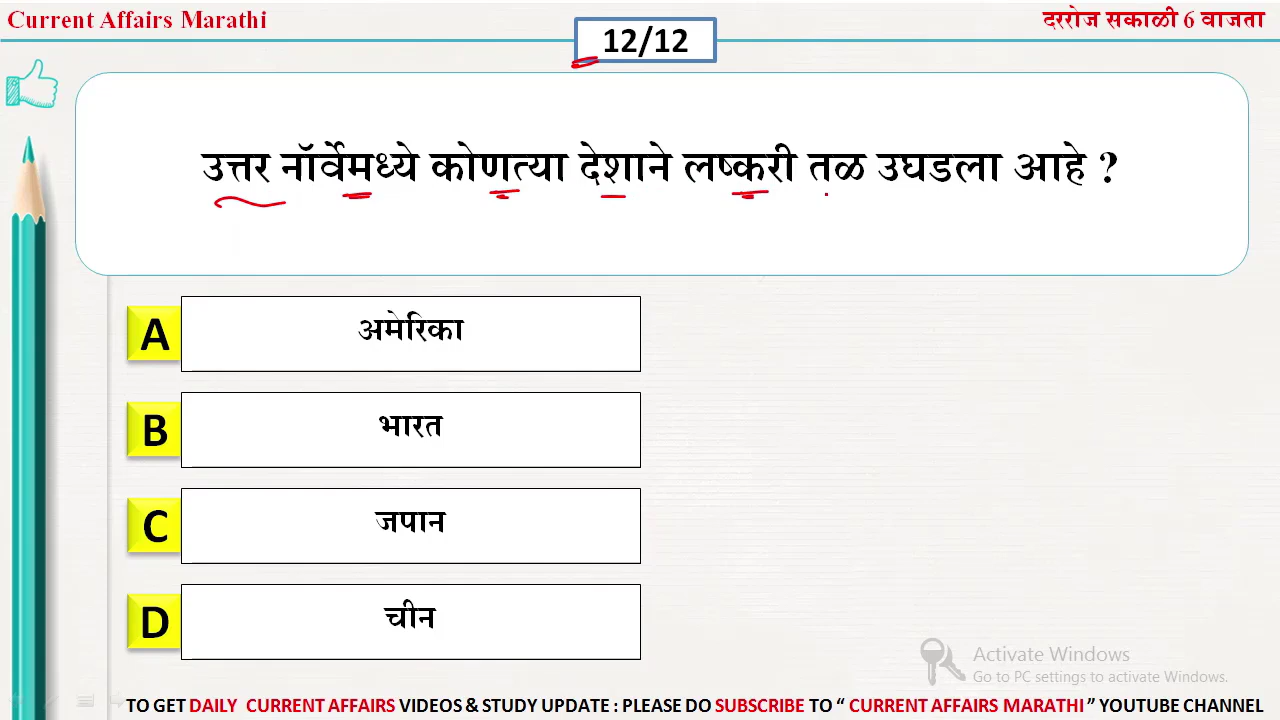 Current Affairs Marathi
दररोज सकाळी 6 वाजता
12/12
उत्तर नॉर्वेमध्ये कोणत्या देशाने लष्करी तळ उघडला आहे ?
A
अमेरिका
B
भारत
C
जपान
D
चीन
Activate Windows
Go to PC settings to activate Windows.
TO GET DAILY CURRENT AFFAIRS VIDEOS & STUDY UPDATE : PLEASE DO SUBSCRIBE TO “ CURRENT AFFAIRS MARATHI ” YOUTUBE CHANNEL